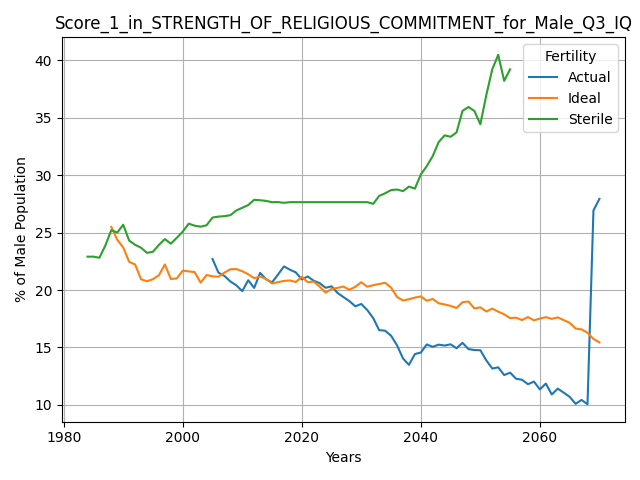 Score_1_in_STRENGTH_OF_RELIGIOUS_COMMITMENT_for_Male_Q3_IQ
Fertility
Actual
Ideal
Sterile
% of Male Population
40
35
30
25
20
15
10
1980
2000
2020
2040
2060
Years